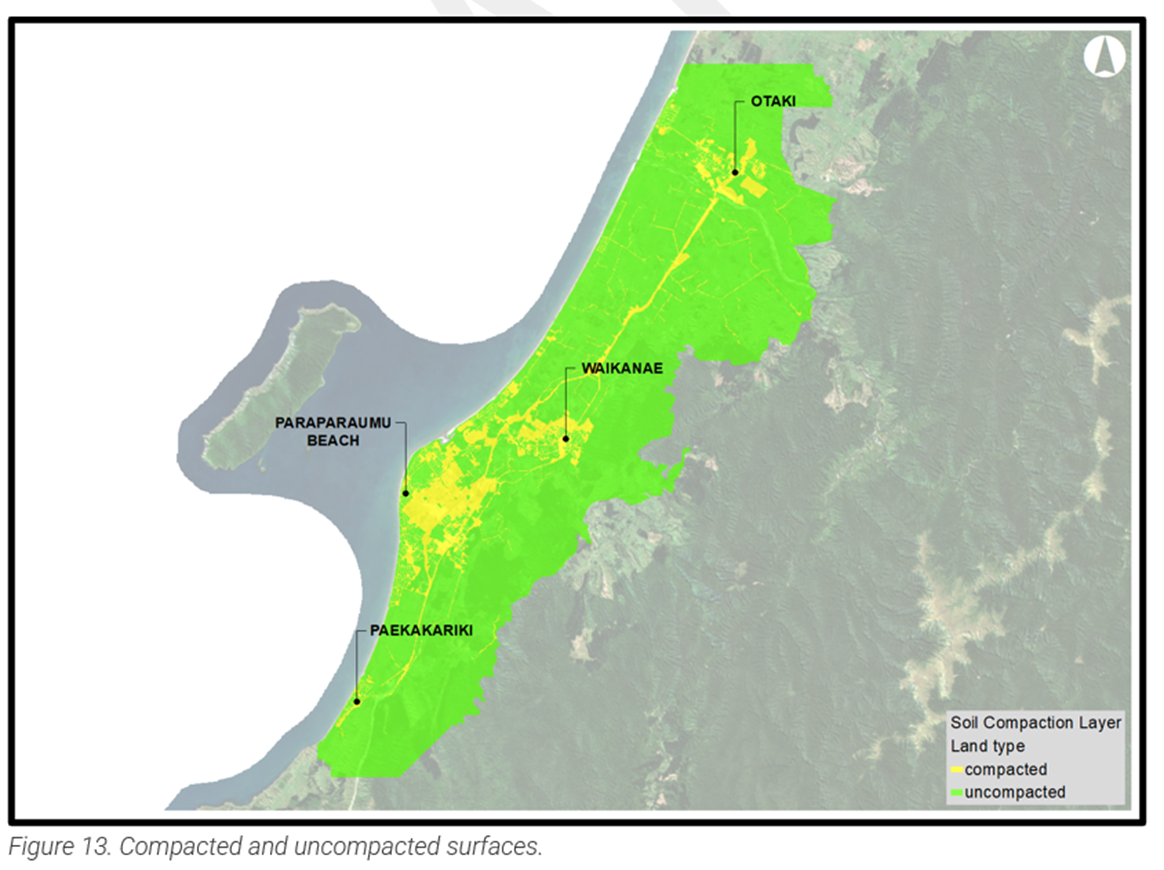 OTAKI
WAIKANAE
PARAPARAUMU
BEACH
PAEKAKARIKI
Soil Compaction Layer
Land type
compacted
uncompacted
Figure 13. Compacted and uncompacted surfaces.